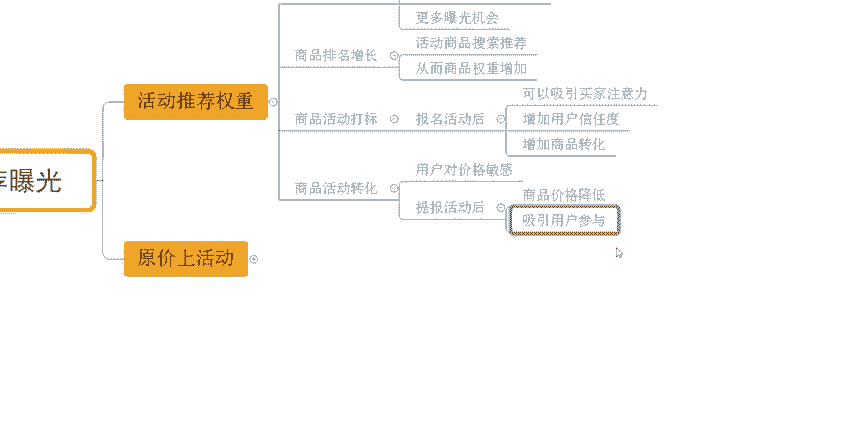 更多曝光机会
活动商品搜索推荐
商品排名增长
从而商品权重增加
可以吸引买家注意力
活动推荐权重
商品活动打标
报名活动后
增加用户信任度
增加商品转化
用户对价格敏感
曝光
商品活动转化
商品价格降低
提报活动后
吸引用户参与
原价上活动